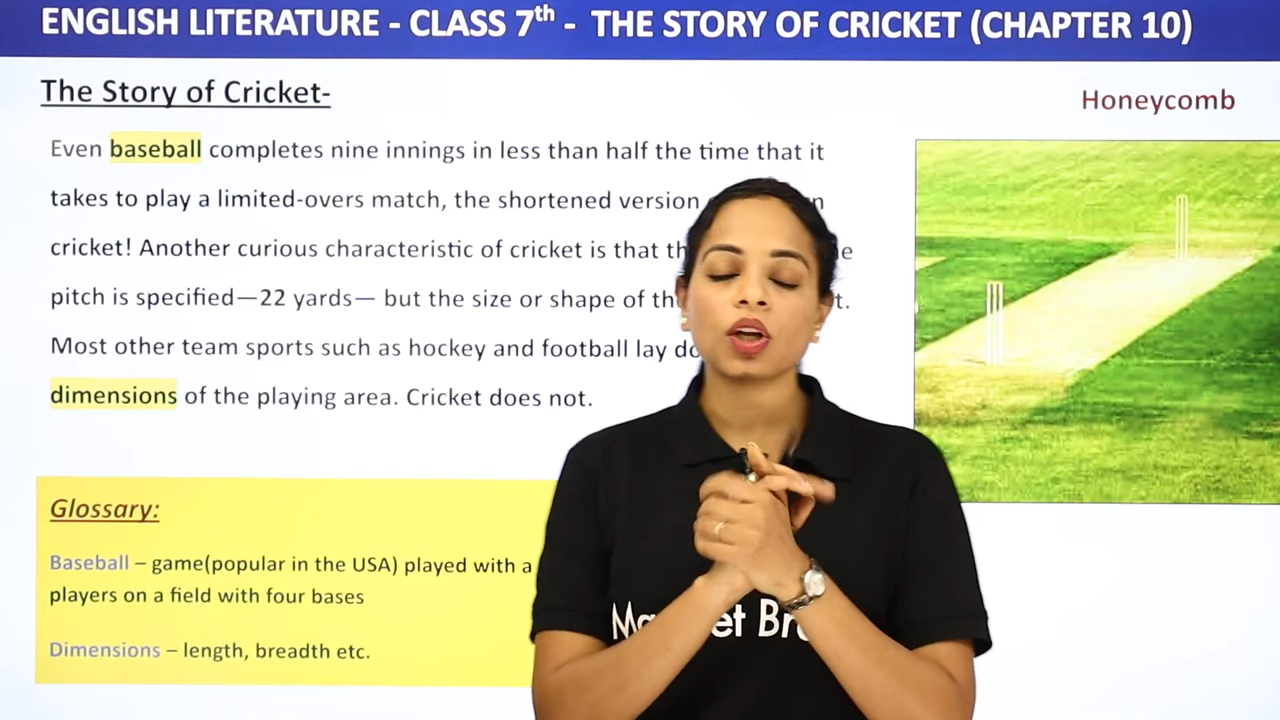 ENGLISH LITERATURE - CLASS 7th - THE STORY OF CRICKET (CHAPTER 10)
The Story of Cricket-
Honeycomb
Even baseball completes nine innings in less than half the time that it
takes to play a limited-overs match, the shortened version
cricket! Another curious characteristic of cricket is that
pitch is specified—22 yards— but the size or shape of
Most other team sports such as hockey and football lay
dimensions of the playing area. Cricket does not.
Glossary:
Baseball – game(popular in the USA) played with a
players on a field with four bases
Dimensions – length, breadth etc.